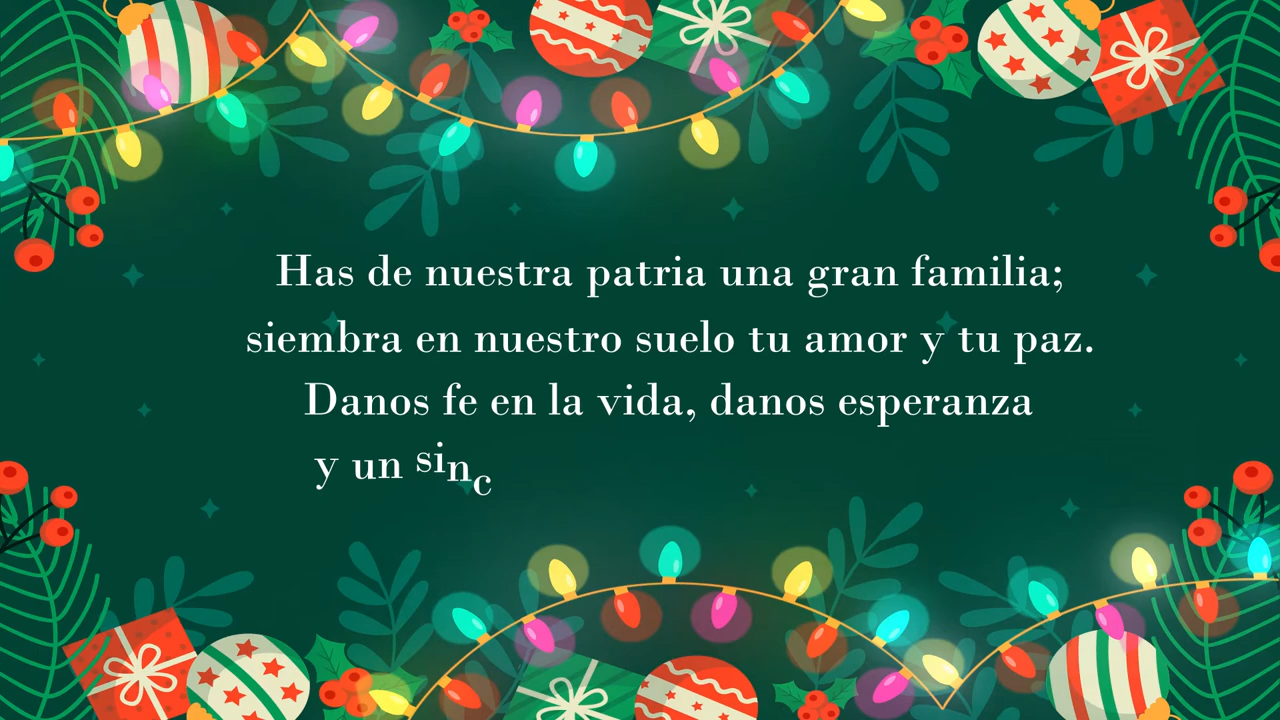 Has de nuestra patria una gran familia;
siembra en nuestro suelo tu amor y tu paz.
Danos fe en la vida, danos esperanza
y un sinc